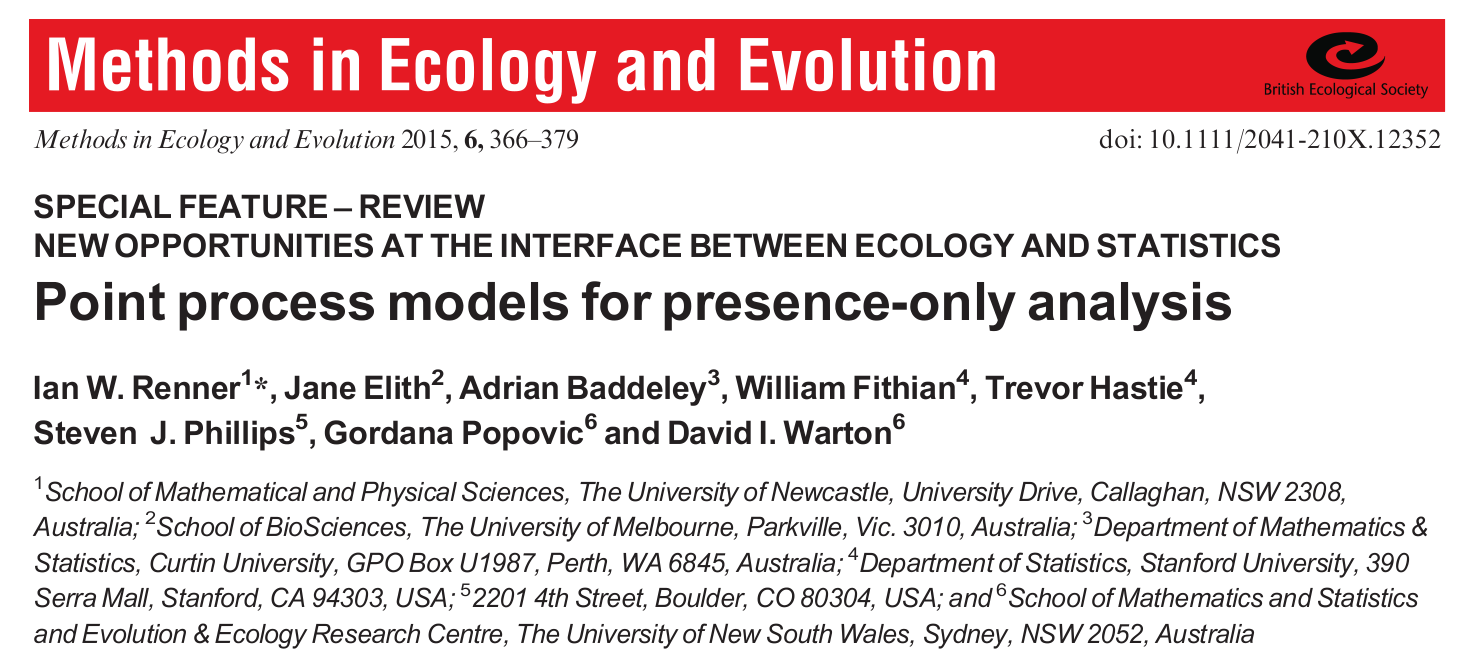 Methods in Ecology and Evolution
British Ecological Society
Methods in Ecology and Evolution 2015, 6, 366–379
doi: 10.1111/2041-210X.12352
SPECIAL FEATURE – REVIEW
NEW OPPORTUNITIES AT THE INTERFACE BETWEEN ECOLOGY AND STATISTICS
Point process models for presence-only analysis
Ian W. Renner1*, Jane Elith2, Adrian Baddeley3, William Fithian4, Trevor Hastie4,
Steven J. Phillips5, Gordana Popovic6 and David I. Warton6
1School of Mathematical and Physical Sciences, The University of Newcastle, University Drive, Callaghan, NSW 2308,
Australia; 2School of BioSciences, The University of Melbourne, Parkville, Vic. 3010, Australia; 3Department of Mathematics &
Statistics, Curtin University, GPO Box U1987, Perth, WA 6845, Australia; 4Department of Statistics, Stanford University, 390
Serra Mall, Stanford, CA 94303, USA; 52201 4th Street, Boulder, CO 80304, USA; and 6School of Mathematics and Statistics
and Evolution & Ecology Research Centre, The University of New South Wales, Sydney, NSW 2052, Australia